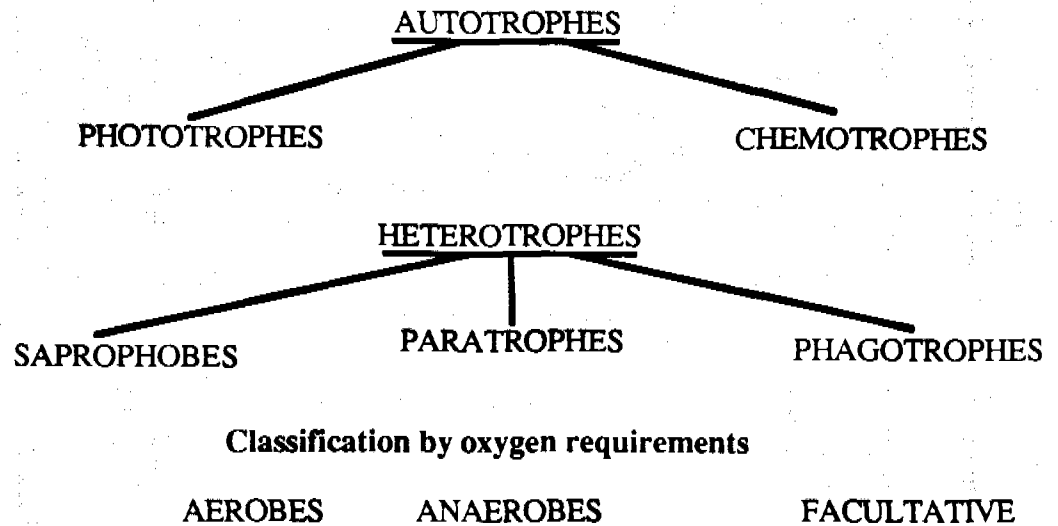 AUTOTROPHES
PHOTOTROPHES CHEMOTROPHES
HETEROTROPHES
SAPROPHOBES PARATROPHES PHAGOTROPHES
Classification by oxygen requirements
AEROBES ANAEROBES FACULTATIVE